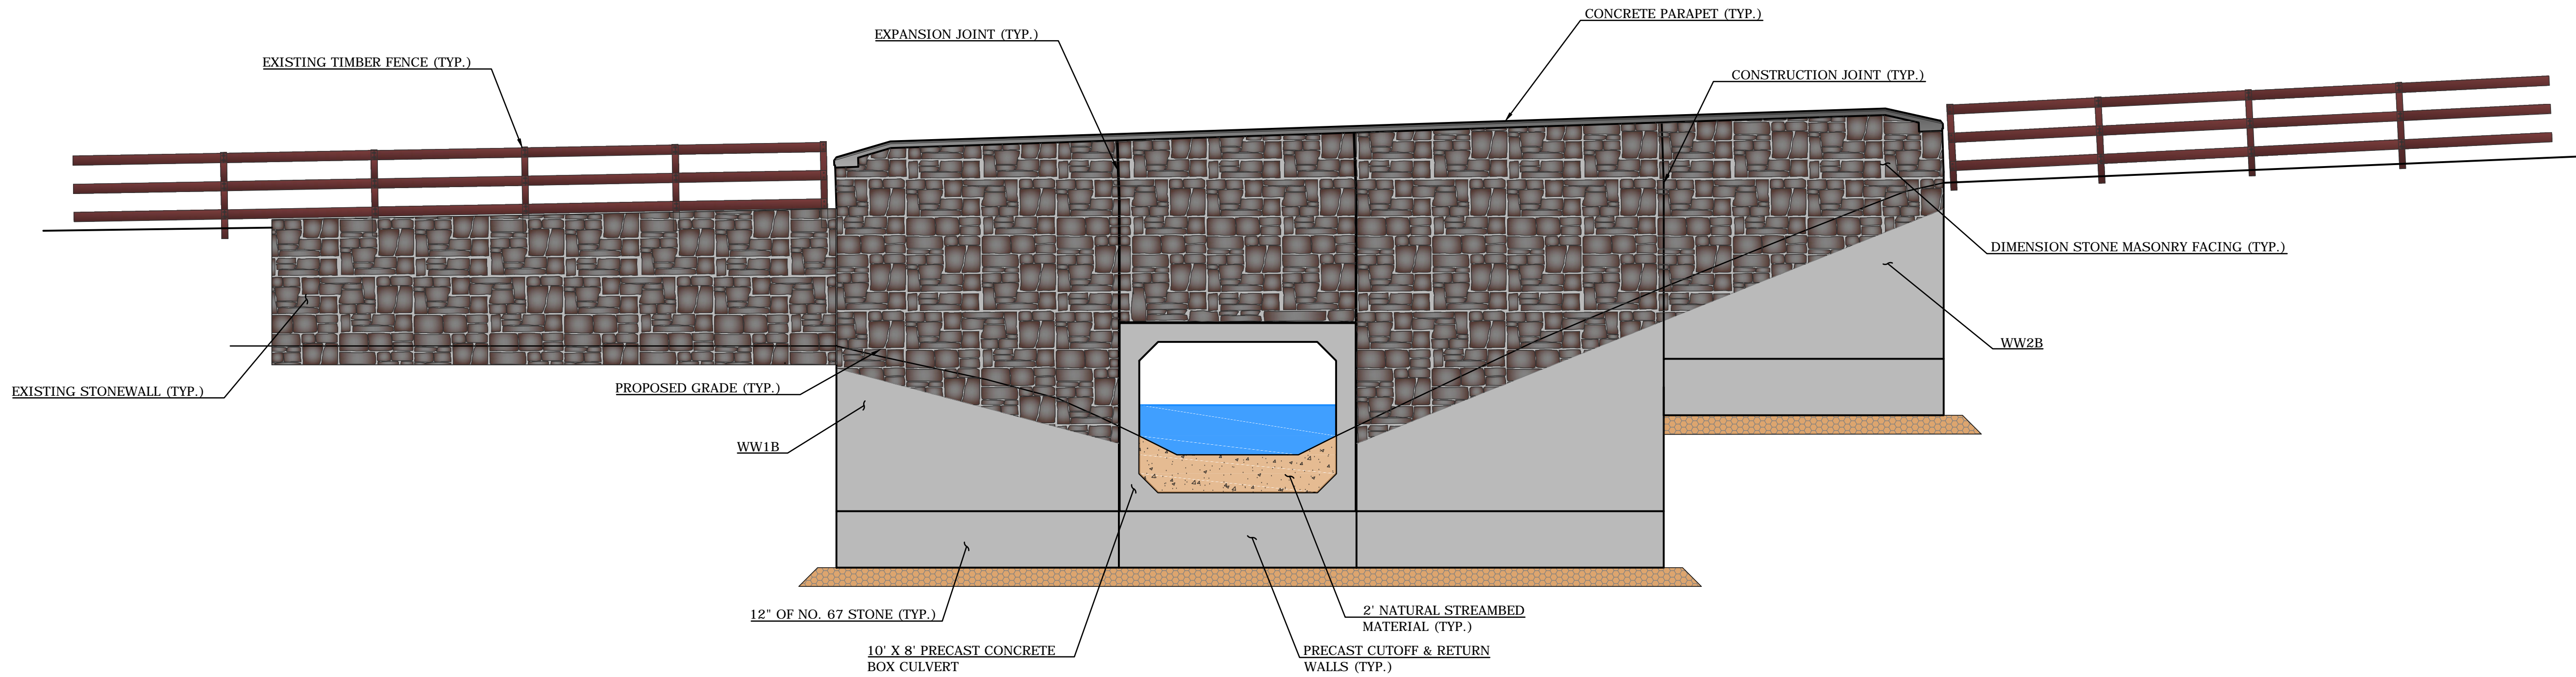 CONCRETE PARAPET (TYP.)
EXPANSION JOINT (TYP.)
EXISTING TIMBER FENCE (TYP.)
CONSTRUCTION JOINT (TYP.)
DIMENSION STONE MASONRY FACING (TYP.)
WW2B
EXISTING STONEWALL (TYP.)
PROPOSED GRADE (TYP.)
WW1B
12" OF NO. 67 STONE (TYP.)
2' NATURAL STREAMBED
MATERIAL (TYP.)
10' X 8' PRECAST CONCRETE
BOX CULVERT
PRECAST CUTOFF & RETURN
WALLS (TYP.)